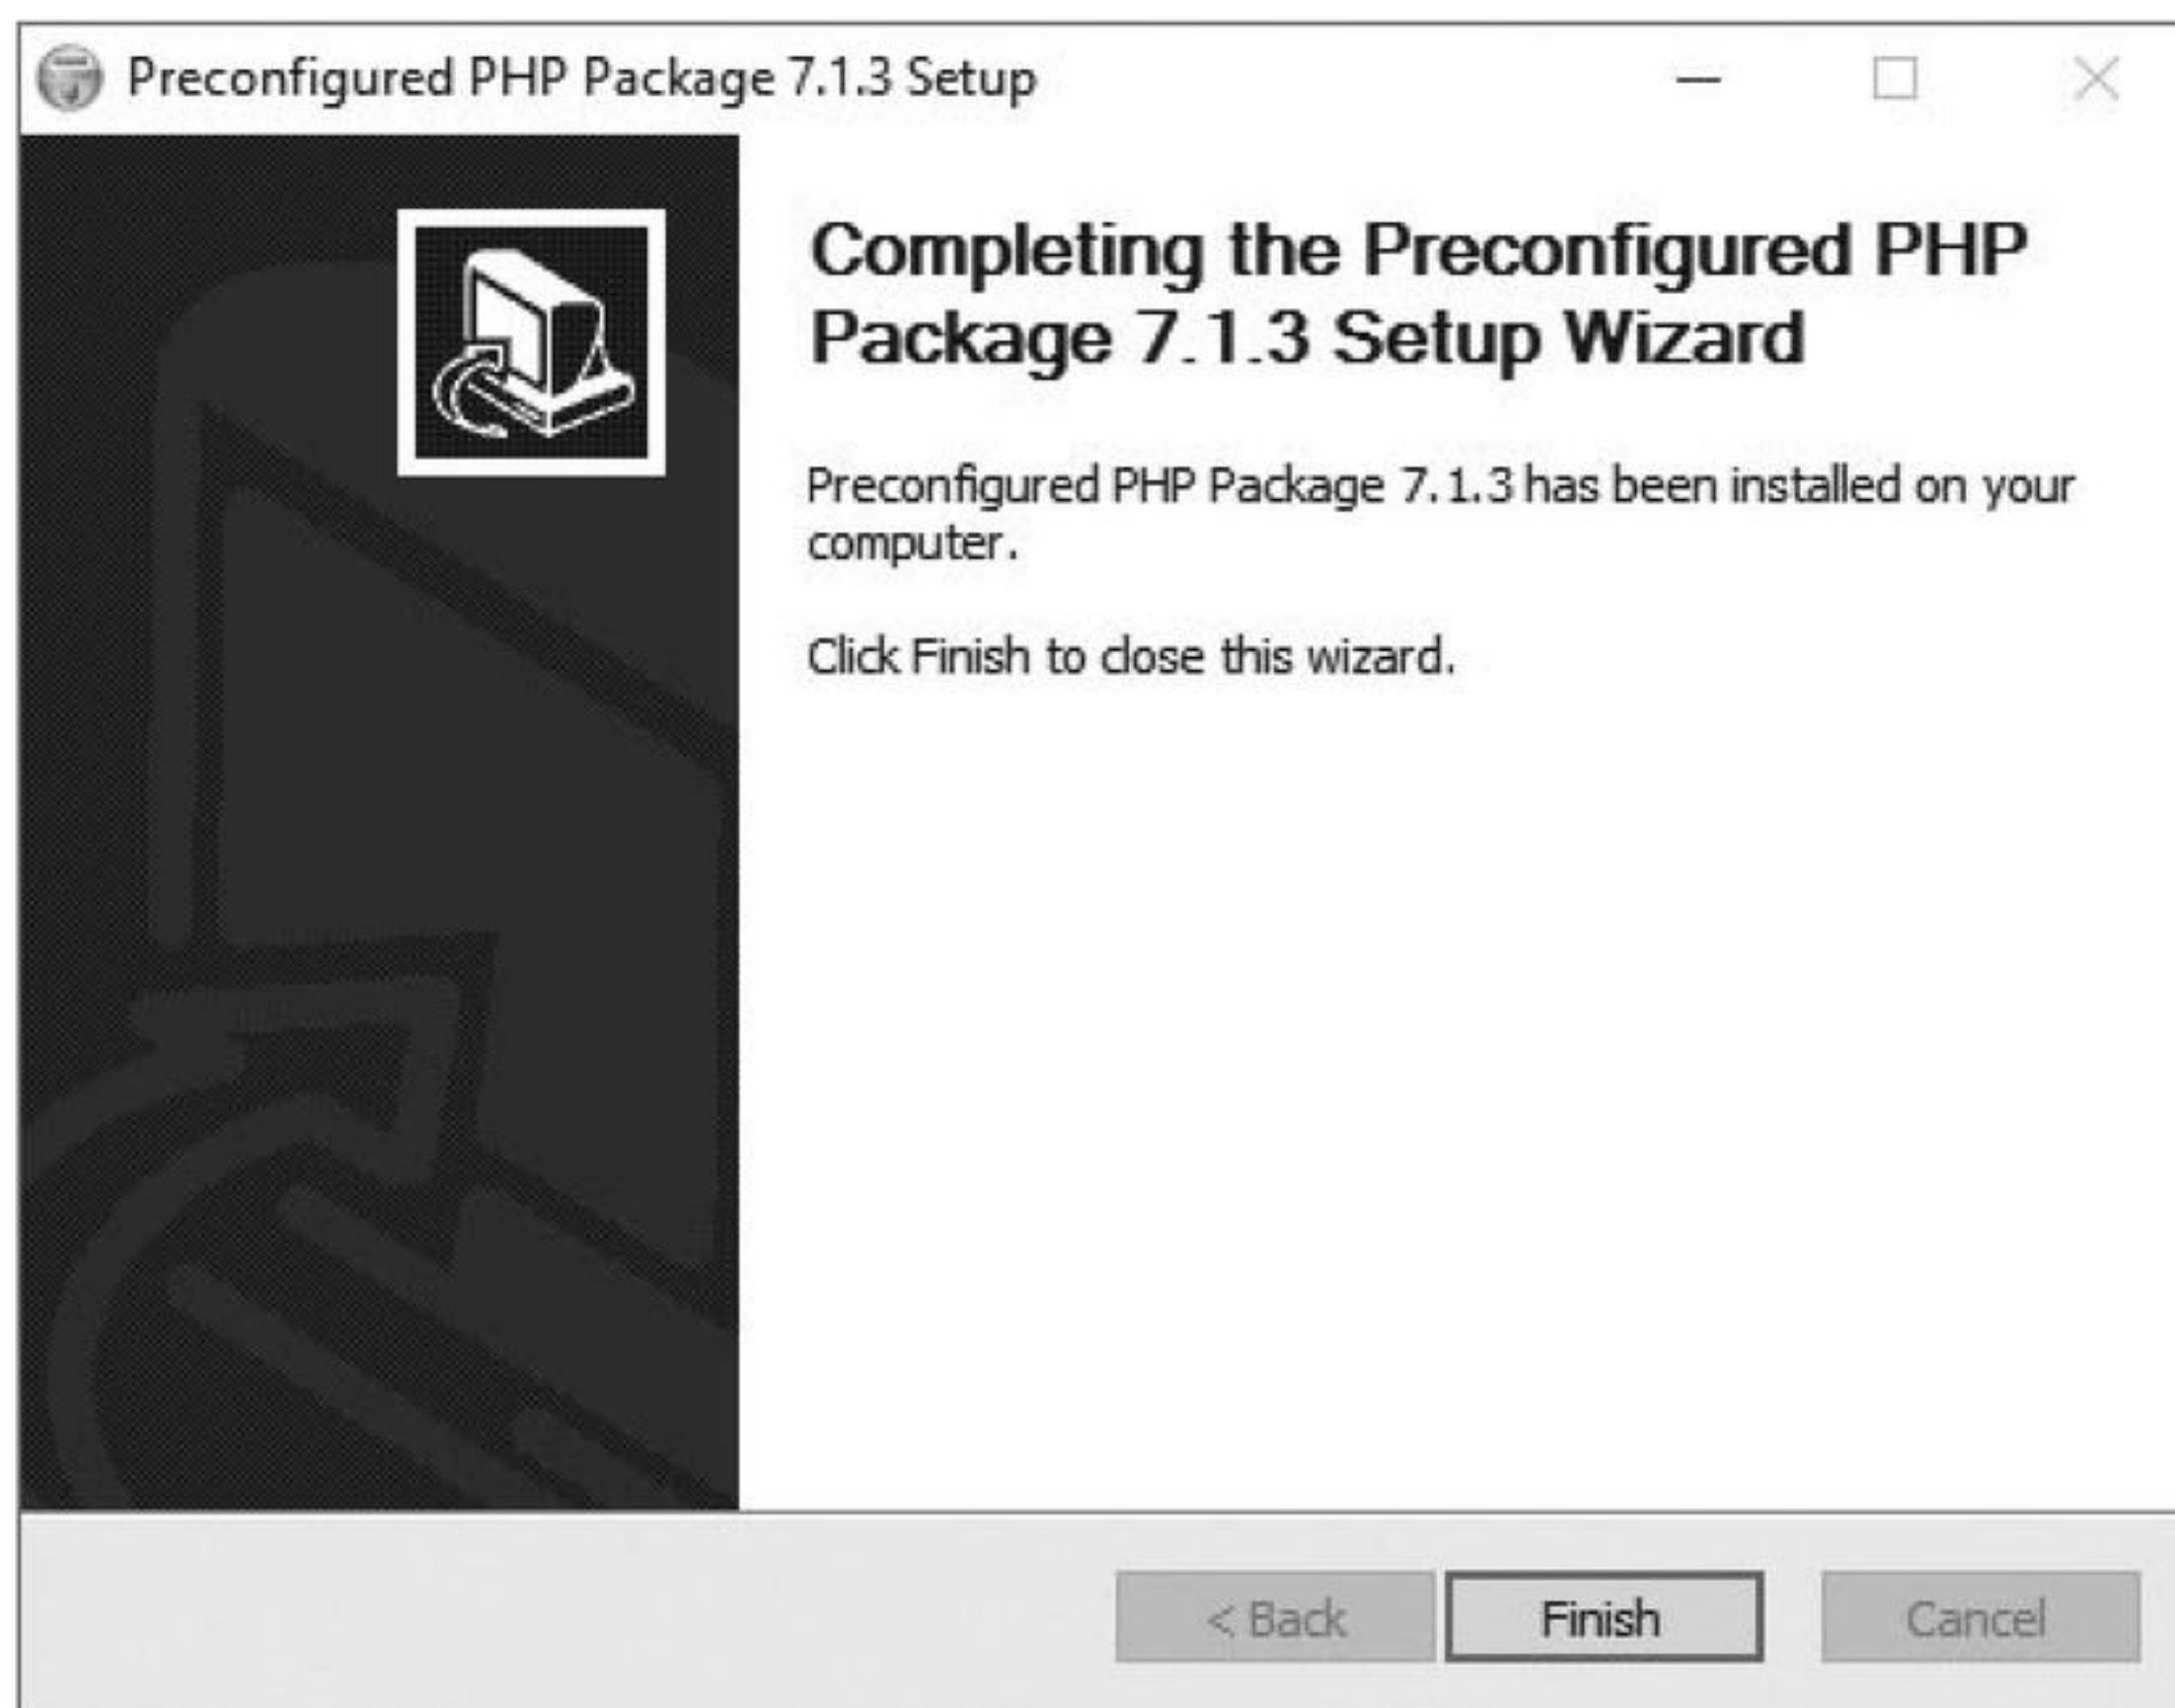 Preconfigured PHP Package 7.1.3 Setup
Completing the Preconfigured PHP
Package 7.1.3 Setup Wizard
Preconfigured PHP Package 7.1.3 has been installed on your
computer.
Click Finish to close this wizard.
< Back
Finish
Cancel